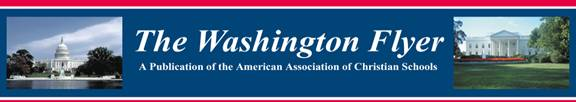 The Washington Flyer
A Publication of the American Association of Christian Schools